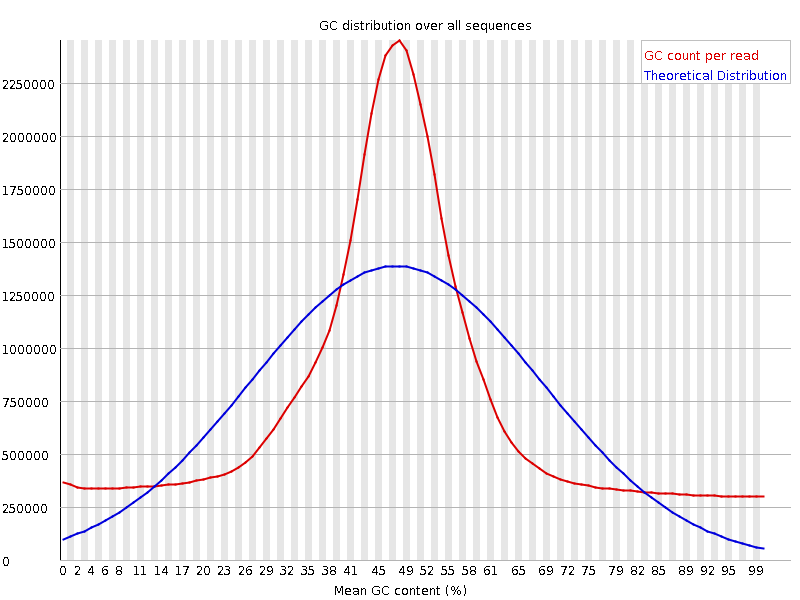 GC distribution over all sequences
GC count per read
Theoretical Distribution
2250000
2000000
1750000
1500000
1250000
1000000
750000
500000
250000
0
0 2 4 6 8 11 14 17 20 23 26 29 32 35 38 41 45 49 52 55 58 61 65 69 72 75 79 82 85 89 92 95 99
Mean GC content (%)